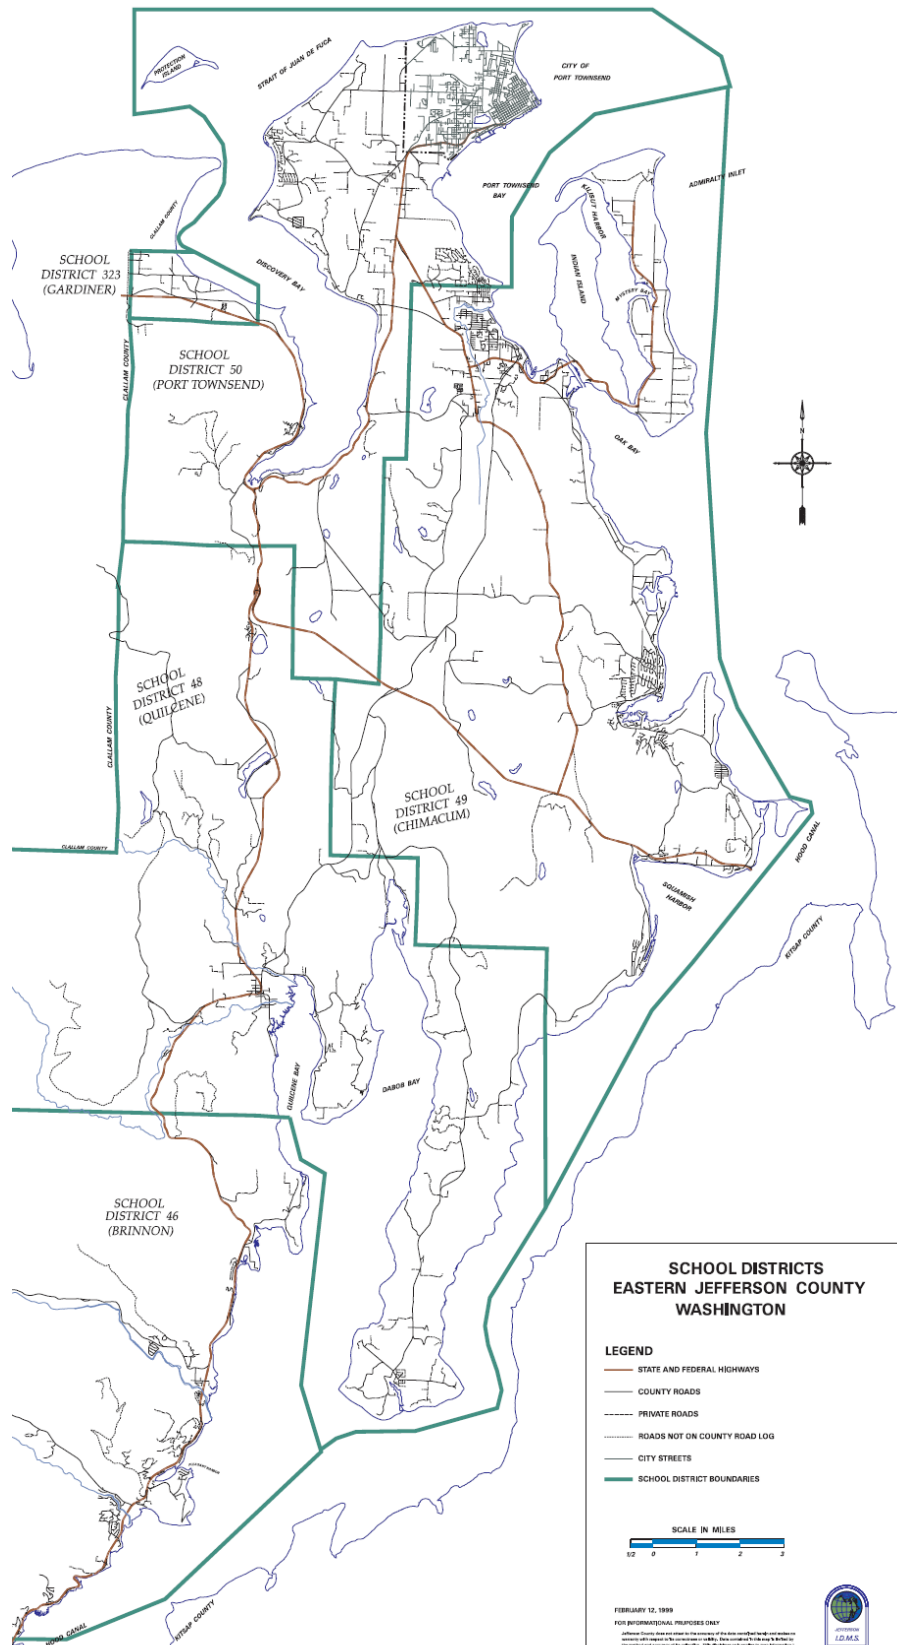 PROTECTION
ISLAND
STRAIT OF JUAN DE FUCA
CITY OF
PORT TOWNSEND
PORT TOWNSEND
BAY
ADMIRALTY INLET
KILISUT HARBOR
INDIAN ISLAND
MYSTERY BAY
CLALLAM COUNTY
SCHOOL
DISTRICT 323
(GARDINER)
DISCOVERY BAY
CLALLAM COUNTY
SCHOOL
DISTRICT 50
(PORT TOWNSEND)
OAK BAY
N
SCHOOL
DISTRICT 48
(QUILCENE)
CLALLAM COUNTY
SCHOOL
DISTRICT 49
(CHIMACUM)
CLALLAM COUNTY
HOOD CANAL
SQUAMISH
HARBOR
KITSAP COUNTY
QUILCENE BAY
DABOB BAY
SCHOOL
DISTRICT 46
(BRINNON)
HOOD CANAL
KITSAP COUNTY
SCHOOL DISTRICTS
EASTERN JEFFERSON COUNTY
WASHINGTON
LEGEND
STATE AND FEDERAL HIGHWAYS
COUNTY ROADS
PRIVATE ROADS
ROADS NOT ON COUNTY ROAD LOG
CITY STREETS
SCHOOL DISTRICT BOUNDARIES
SCALE IN MILES
1/2 0 1 2 3
FEBRUARY 12, 1999
FOR INFORMATIONAL PURPOSES ONLY
JEFFERSON
I.D.M.S.